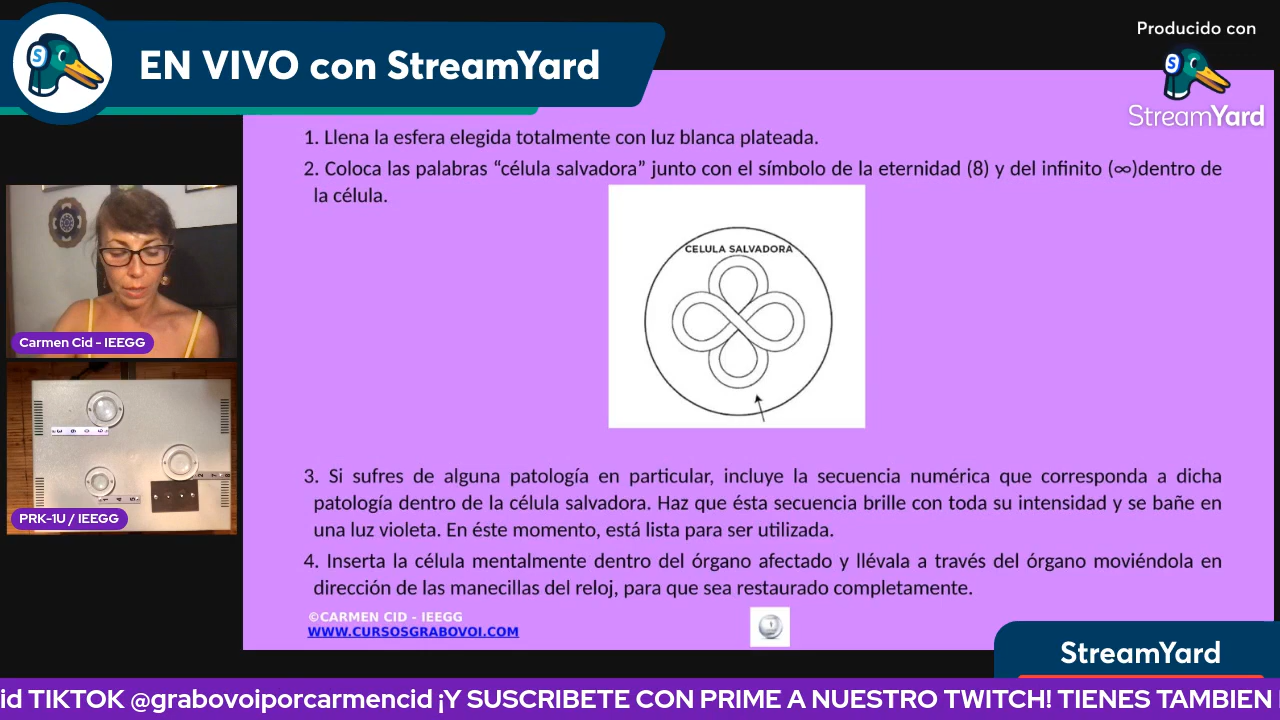 EN VIVO con StreamYard
Producido con
StreamYard
1. Llena la esfera elegida totalmente con luz blanca plateada.
2. Coloca las palabras “célula salvadora” junto con el símbolo de la eternidad (8) y del infinito (∞)dentro de
la célula.
CELULA SALVADORA
3. Si sufres de alguna patología en particular, incluye la secuencia numérica que corresponda a dicha
patología dentro de la célula salvadora. Haz que ésta secuencia brille con toda su intensidad y se bañe en
una luz violeta. En éste momento, está lista para ser utilizada.
4. Inserta la célula mentalmente dentro del órgano afectado y llévala a través del órgano moviéndola en
dirección de las manecillas del reloj, para que sea restaurado completamente.
©CARMEN CID - IEEGG
WWW.CURSOSGRABOVOI.COM
Carmen Cid - IEEGG
PRK-1U / IEEGG
StreamYard
id TIKTOK @grabovoiporcarmencid ¡Y SUSCRIBETE CON PRIME A NUESTRO TWITCH! TIENES TAMBIEN